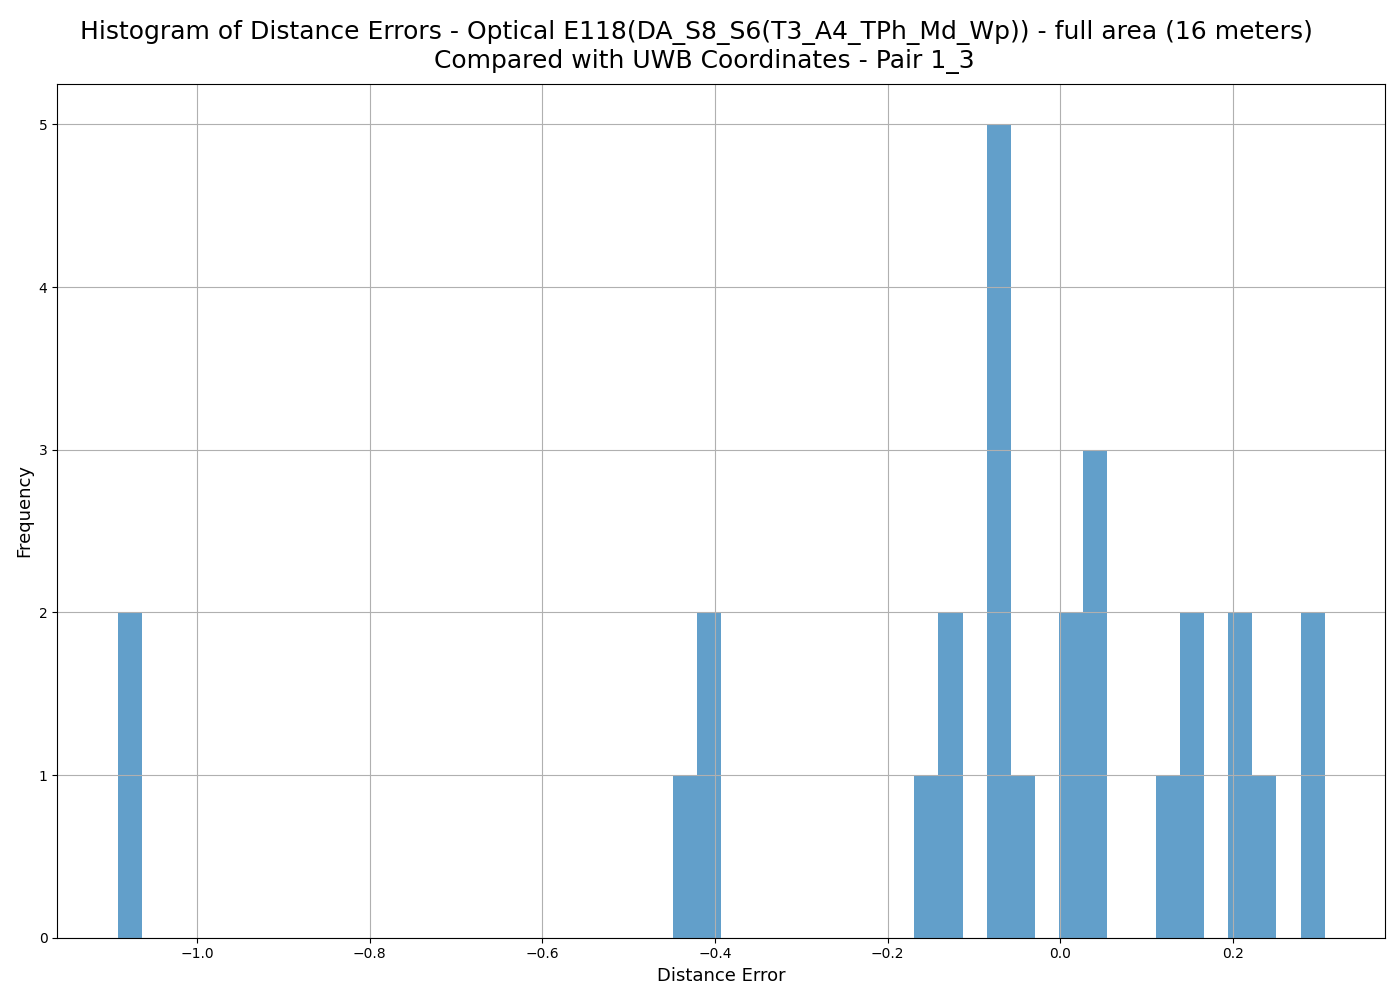 Histogram of Distance Errors - Optical E118(DA_S8_S6(T3_A4_TPh_Md_Wp)) - full area (16 meters)
Compared with UWB Coordinates - Pair 1_3
5
4
3
2
1
0
Frequency
−1.0 −0.8 −0.6 −0.4 −0.2 0.0 0.2
Distance Error